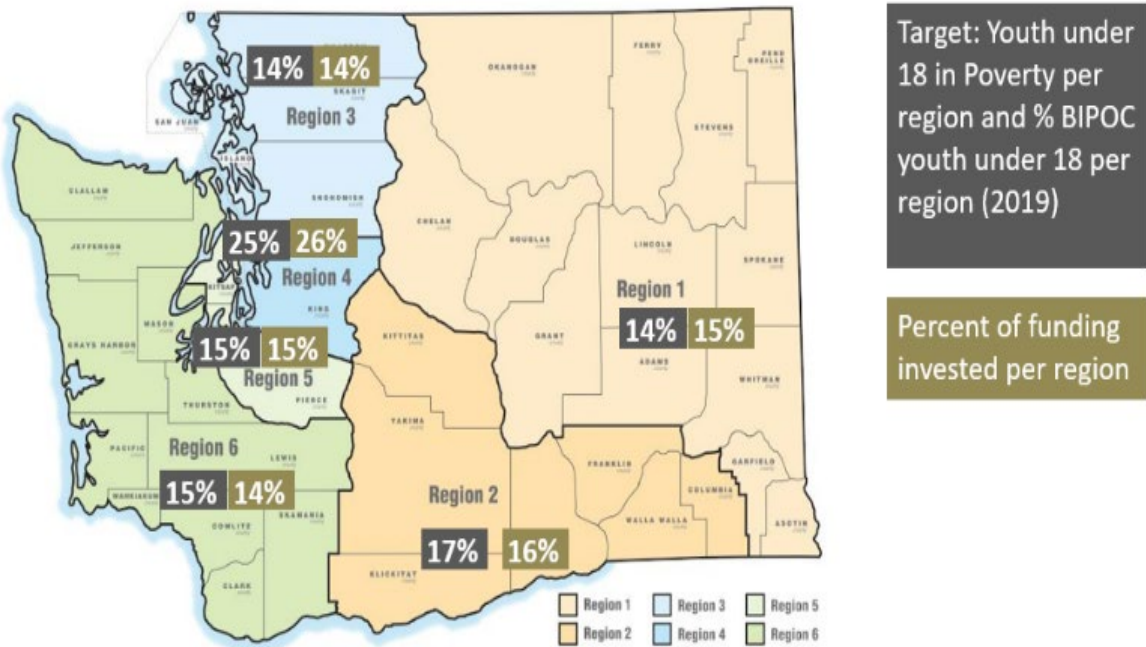 14% 14%
SKAGIT
Region 3
SAN JUAN
ISLAND
SNOHOMISH
OKANOGAN
FERRY
PEND
OREILLE
STEVENS
CLALLAM
JEFFERSON
CHELAN
DOUGLAS
LINCOLN
SPOKANE
25% 26%
Region 4
KITSAP
KING
MASON
GRAYS HARBOR
15% 15%
Region 5
PIERCE
THURSTON
KITTITAS
GRANT
Region 1
14% 15%
ADAMS
WHITMAN
PACIFIC
Region 6
LEWIS
WAHKIAKUM
15% 14%
COWLITZ
SKAMANIA
CLARK
YAKIMA
Region 2
17% 16%
KLICKITAT
FRANKLIN
WALLA WALLA
COLUMBIA
GARFIELD
ASOTIN
Region 1 Region 3 Region 5
Region 2 Region 4 Region 6
Target: Youth under
18 in Poverty per
region and % BIPOC
youth under 18 per
region (2019)
Percent of funding
invested per region